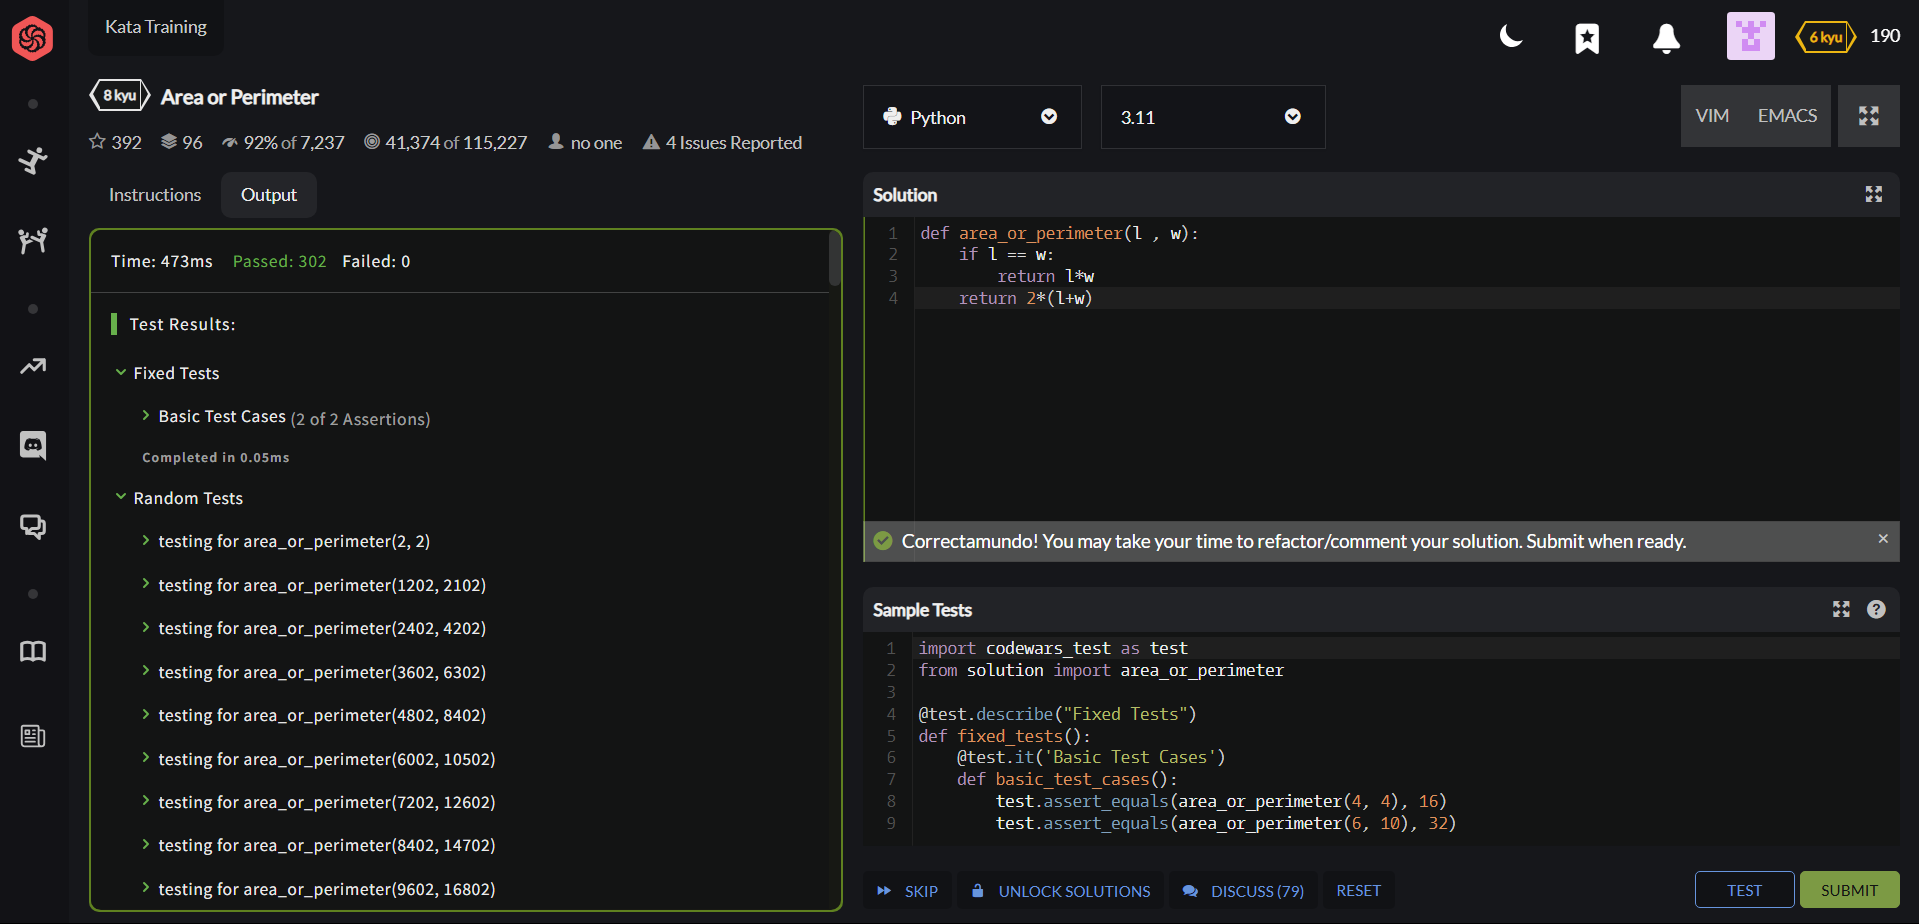 Kata Training
6 kyu 190
8 kyu Area or Perimeter
392 96 92% of 7,237 41,374 of 115,227 no one 4 Issues Reported
Instructions Output
Time: 473ms Passed: 302 Failed: 0
Test Results:
Fixed Tests
Basic Test Cases (2 of 2 Assertions)
Completed in 0.05ms
Random Tests
testing for area_or_perimeter(2, 2)
testing for area_or_perimeter(1202, 2102)
testing for area_or_perimeter(2402, 4202)
testing for area_or_perimeter(3602, 6302)
testing for area_or_perimeter(4802, 8402)
testing for area_or_perimeter(6002, 10502)
testing for area_or_perimeter(7202, 12602)
testing for area_or_perimeter(8402, 14702)
testing for area_or_perimeter(9602, 16802)
Python 3.11 VIM EMACS
Solution
1 def area_or_perimeter(l , w):
2     if l == w:
3         return l*w
4     return 2*(l+w)
Correctamundo! You may take your time to refactor/comment your solution. Submit when ready. ×
Sample Tests ?
1 import codewars_test as test
2 from solution import area_or_perimeter
3
4 @test.describe("Fixed Tests")
5 def fixed_tests():
6     @test.it('Basic Test Cases')
7     def basic_test_cases():
8         test.assert_equals(area_or_perimeter(4, 4), 16)
9         test.assert_equals(area_or_perimeter(6, 10), 32)
SKIP UNLOCK SOLUTIONS DISCUSS (79) RESET TEST SUBMIT